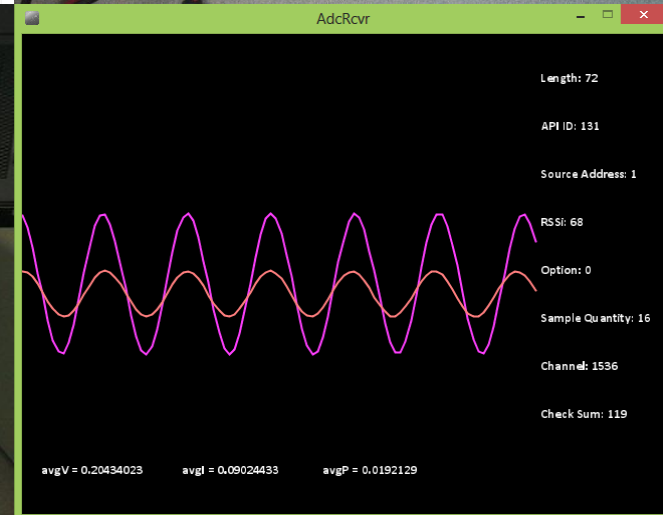 AdcRcvr
Length: 72
API ID: 131
Source Address: 1
RSSi: 68
Option: 0
Sample Quantity: 16
Channel: 1536
Check Sum: 119
avgV = 0.20434023 avgI = 0.09024433 avgP = 0.0192129